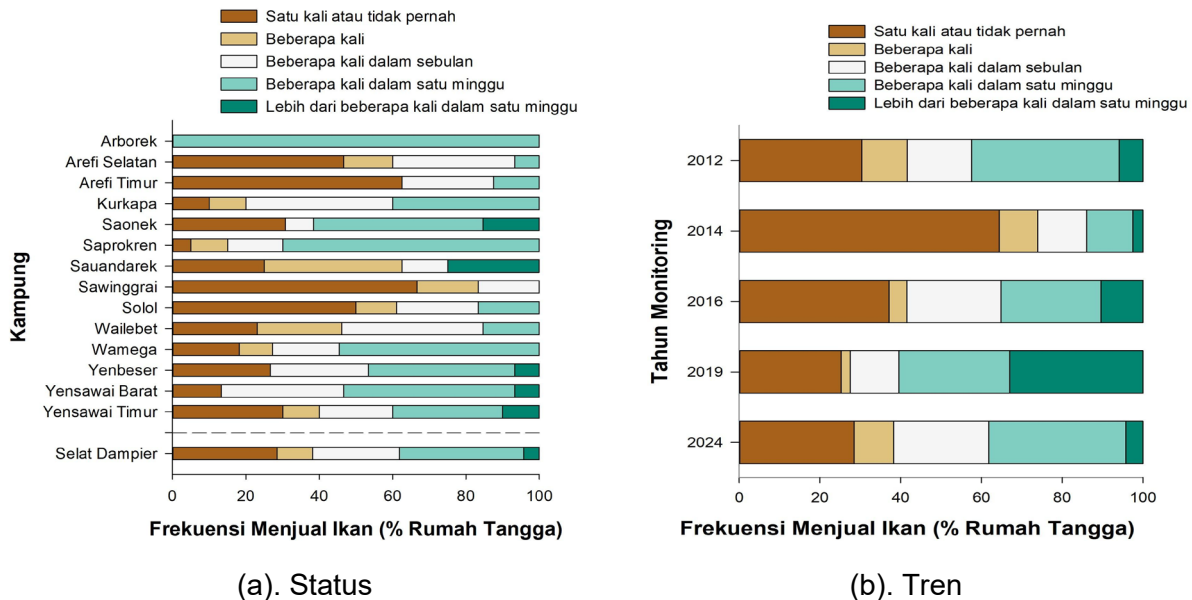 Satu kali atau tidak pernah
Beberapa kali
Beberapa kali dalam sebulan
Beberapa kali dalam satu minggu
Lebih dari beberapa kali dalam satu minggu
Kampung
Arborek
Arefi Selatan
Arefi Timur
Kurkapa
Saonek
Saprokren
Sauandarek
Sawinggrai
Solol
Wailebet
Wamega
Yenbeser
Yensawai Barat
Yensawai Timur
Selat Dampier
0 20 40 60 80 100
Frekuensi Menjual Ikan (% Rumah Tangga)
(a). Status
Satu kali atau tidak pernah
Beberapa kali
Beberapa kali dalam sebulan
Beberapa kali dalam satu minggu
Lebih dari beberapa kali dalam satu minggu
Tahun Monitoring
2012
2014
2016
2019
2024
0 20 40 60 80 100
Frekuensi Menjual Ikan (% Rumah Tangga)
(b). Tren